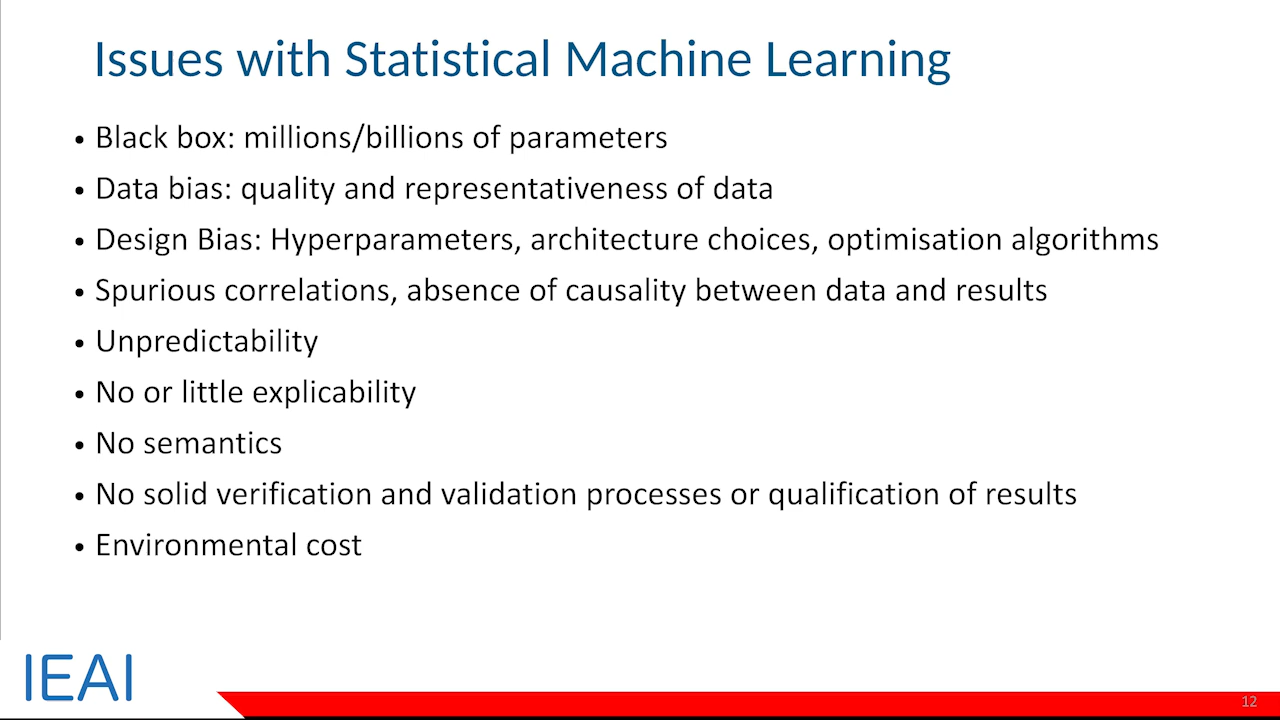 Issues with Statistical Machine Learning
• Black box: millions/billions of parameters
• Data bias: quality and representativeness of data
• Design Bias: Hyperparameters, architecture choices, optimisation algorithms
• Spurious correlations, absence of causality between data and results
• Unpredictability
• No or little explicability
• No semantics
• No solid verification and validation processes or qualification of results
• Environmental cost
IEAI
12